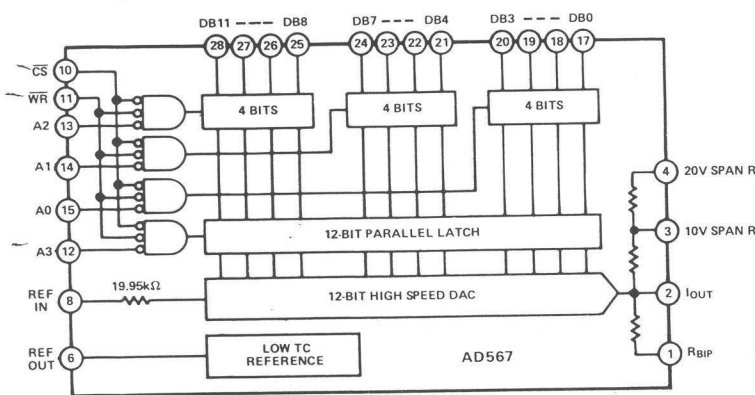 DB11 ---- DB8 DB7 --- DB4 DB3 --- DB0
28 27 26 25 24 23 22 21 20 19 18 17
CS 10
WR 11
A2 13
4 BITS 4 BITS 4 BITS
A1 14
A0 15
A3 12
4 20V SPAN R
3 10V SPAN R
12-BIT PARALLEL LATCH
REF IN 8
19.95kΩ
12-BIT HIGH SPEED DAC
2 IOUT
REF OUT 6
LOW TC
REFERENCE
AD567
1 RBIP